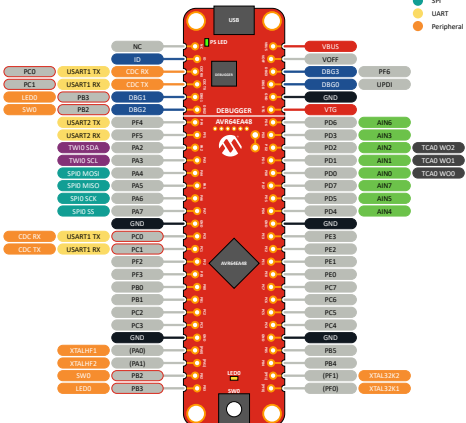 SPI
UART
Peripheral
USB
PS LED
NC VBUS
ID VOFF
PC0 USART1 TX CDC RX DBG3 PF6
PC1 USART1 RX CDC TX DBG0 UPDI
DEBUGGER
LED0 PB3 DBG1 GND
SW0 PB2 DBG2 VTG
DEBUGGER
USART2 TX PF4 PD6 AIN6
AVR64EA48
USART2 RX PF5 PD3 AIN3
TWI0 SDA PA2 PD2 AIN2 TCA0 WO2
TWI0 SCL PA3 PD1 AIN1 TCA0 WO1
SPI0 MOSI PA4 PD0 AIN0 TCA0 WO0
SPI0 MISO PA5 PD7 AIN7
SPI0 SCK PA6 PD5 AIN5
SPI0 SS PA7 PD4 AIN4
GND GND
CDC RX USART1 TX PC0 PE3
CDC TX USART1 RX PC1 PE2
PF2 PE1
AVR64EA48
PF3 PE0
PB0 PC7
PB1 PC6
PC2 PC5
PC3 PC4
GND GND
XTALHF1 (PA0) PB5
XTALHF2 (PA1) PB4
LED0
SW0 PB2 (PF1) XTAL32K2
LED0 PB3 (PF0) XTAL32K1
SW0